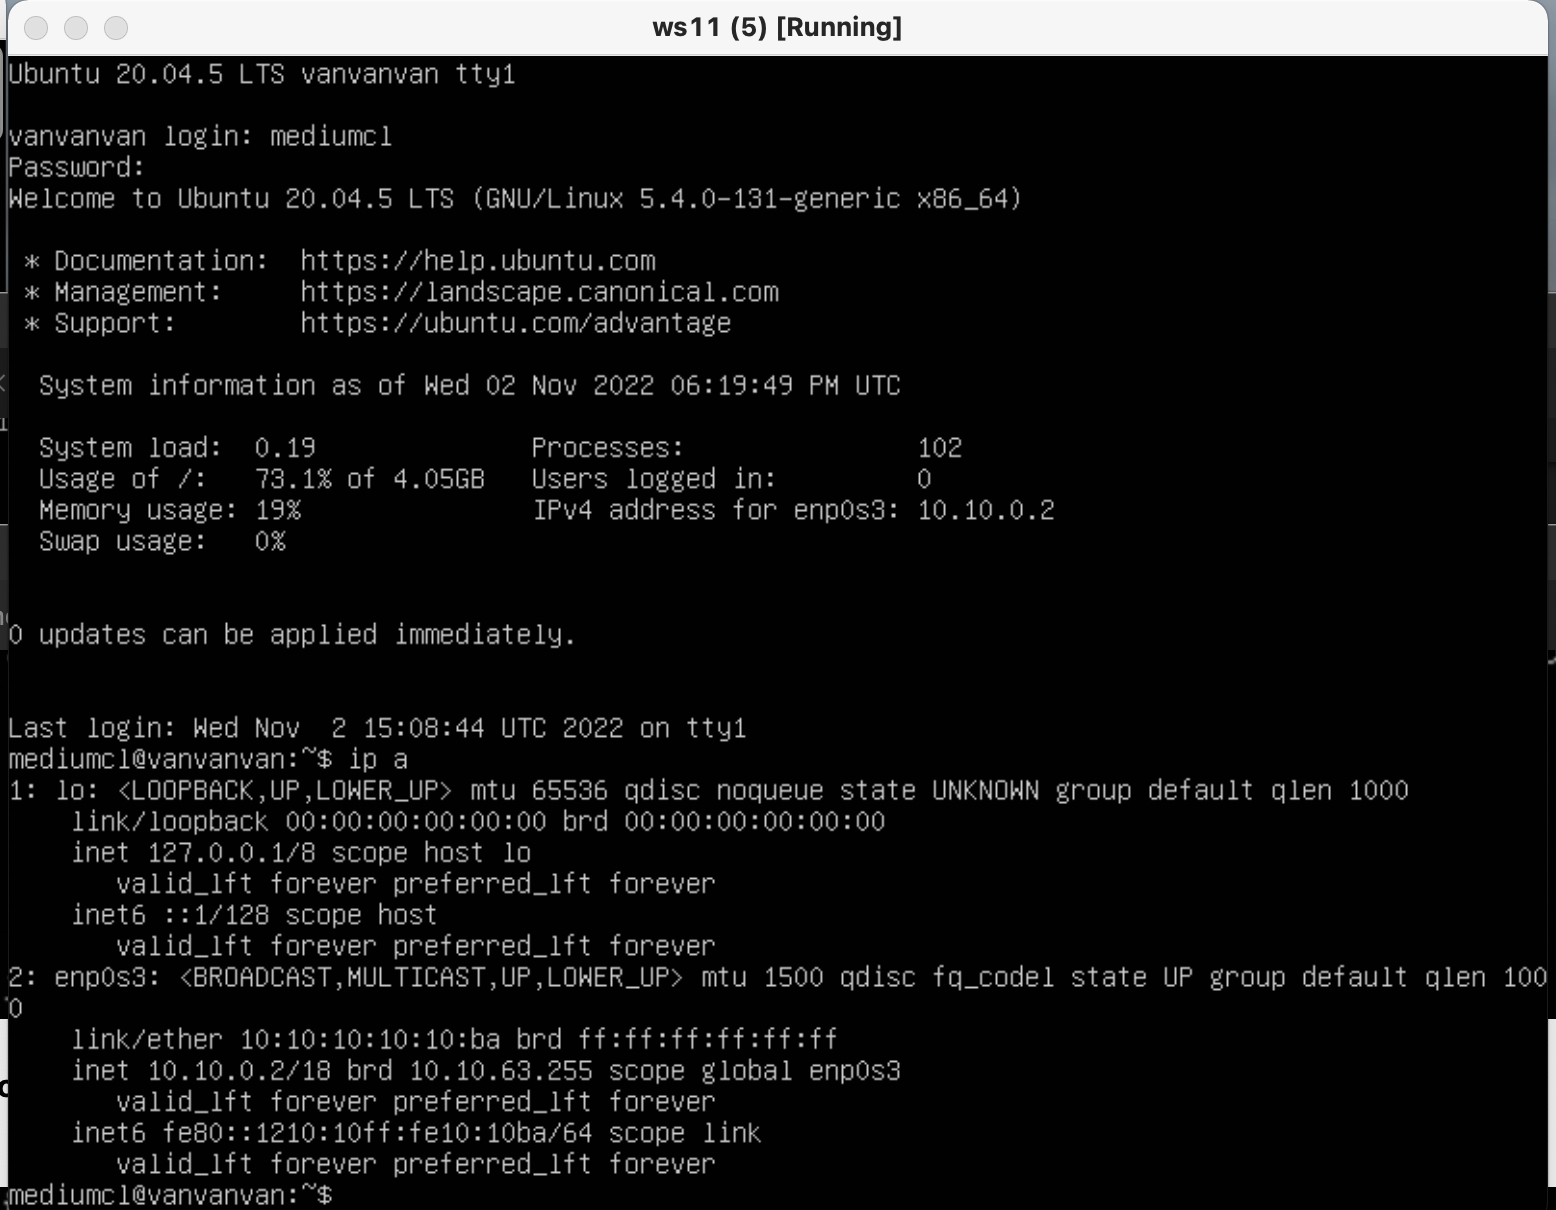 ws11 (5) [Running]
Ubuntu 20.04.5 LTS vanvanvan tty1
vanvanvan login: mediumcl
Password:
Welcome to Ubuntu 20.04.5 LTS (GNU/Linux 5.4.0-131-generic x86_64)
* Documentation:  https://help.ubuntu.com
* Management:     https://landscape.canonical.com
* Support:        https://ubuntu.com/advantage
System information as of Wed 02 Nov 2022 06:19:49 PM UTC
System load:  0.19              Processes:               102
Usage of /:   73.1% of 4.05GB   Users logged in:         0
Memory usage: 19%               IPv4 address for enp0s3: 10.10.0.2
Swap usage:   0%
0 updates can be applied immediately.
Last login: Wed Nov  2 15:08:44 UTC 2022 on tty1
mediumcl@vanvanvan:~$ ip a
1: lo: <LOOPBACK,UP,LOWER_UP> mtu 65536 qdisc noqueue state UNKNOWN group default qlen 1000
link/loopback 00:00:00:00:00:00 brd 00:00:00:00:00:00
inet 127.0.0.1/8 scope host lo
valid_lft forever preferred_lft forever
inet6 ::1/128 scope host
valid_lft forever preferred_lft forever
2: enp0s3: <BROADCAST,MULTICAST,UP,LOWER_UP> mtu 1500 qdisc fq_codel state UP group default qlen 100
0
link/ether 10:10:10:10:10:ba brd ff:ff:ff:ff:ff:ff
inet 10.10.0.2/18 brd 10.10.63.255 scope global enp0s3
valid_lft forever preferred_lft forever
inet6 fe80::1210:10ff:fe10:10ba/64 scope link
valid_lft forever preferred_lft forever
mediumcl@vanvanvan:~$